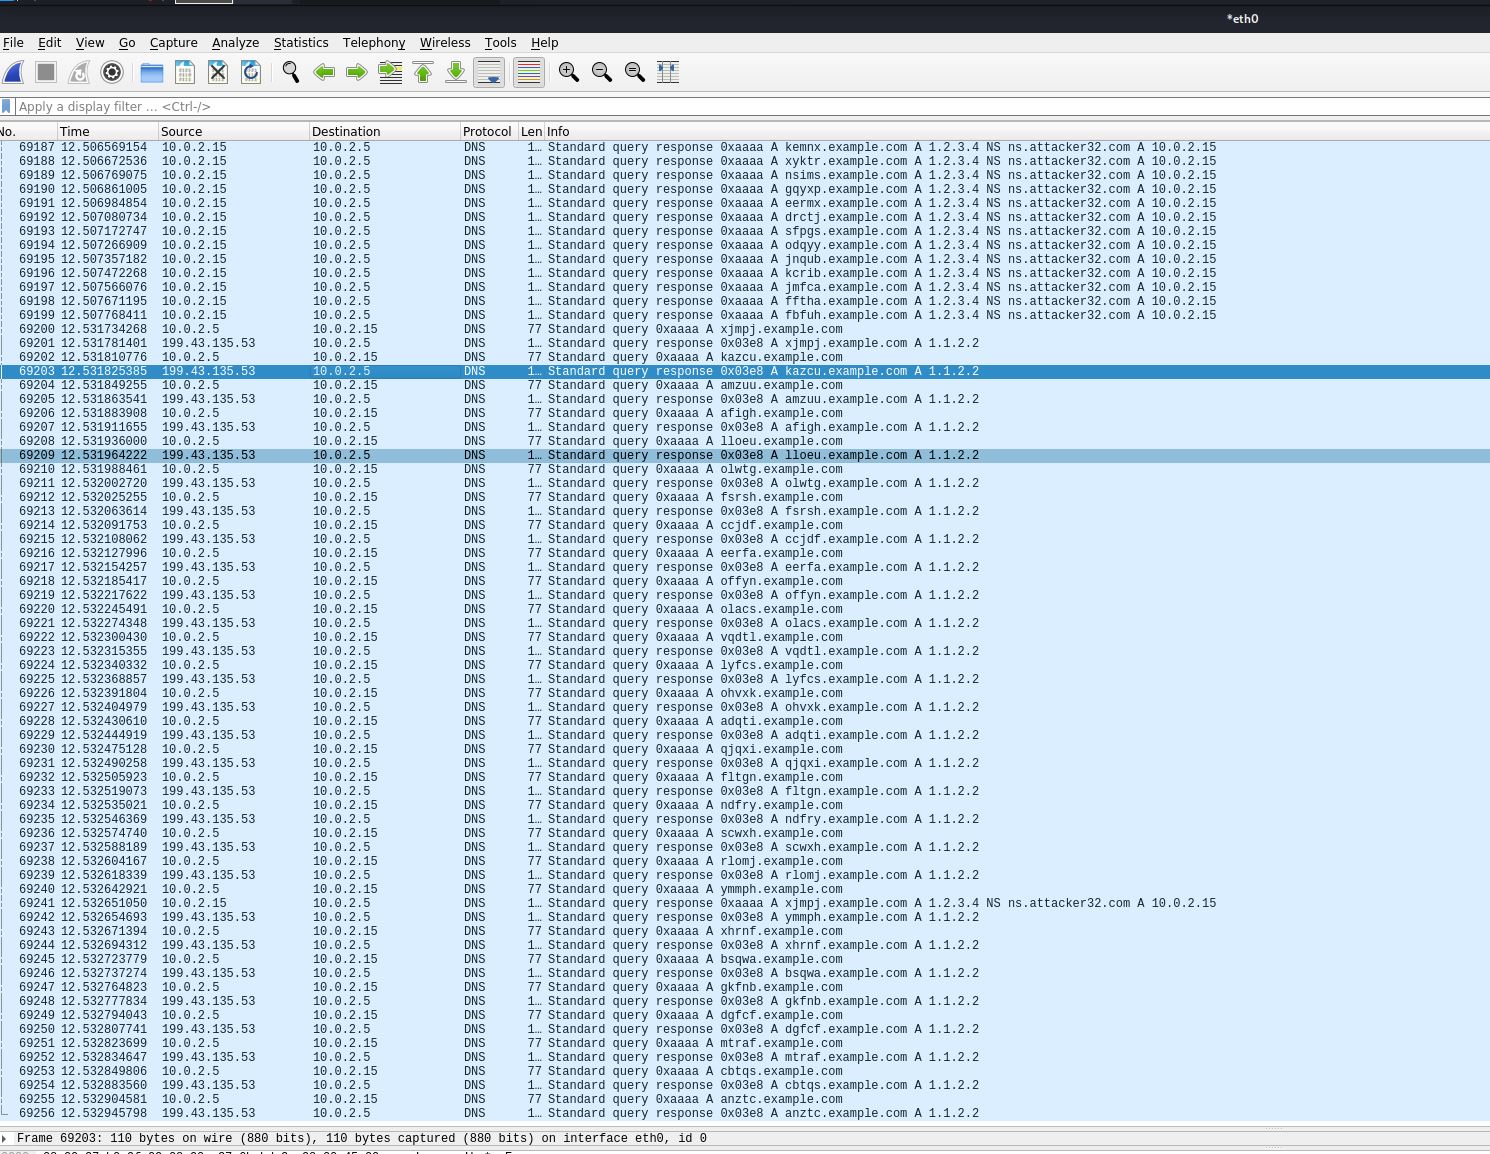 *eth0
File Edit View Go Capture Analyze Statistics Telephony Wireless Tools Help
Apply a display filter ... <Ctrl-/>
No. Time Source Destination Protocol Len Info
69187 12.506569154 10.0.2.15 10.0.2.5 DNS 1… Standard query response 0xaaaa A kemnx.example.com A 1.2.3.4 NS ns.attacker32.com A 10.0.2.15
69188 12.506672536 10.0.2.15 10.0.2.5 DNS 1… Standard query response 0xaaaa A xyktr.example.com A 1.2.3.4 NS ns.attacker32.com A 10.0.2.15
69189 12.506769075 10.0.2.15 10.0.2.5 DNS 1… Standard query response 0xaaaa A nsims.example.com A 1.2.3.4 NS ns.attacker32.com A 10.0.2.15
69190 12.506861005 10.0.2.15 10.0.2.5 DNS 1… Standard query response 0xaaaa A gqyxp.example.com A 1.2.3.4 NS ns.attacker32.com A 10.0.2.15
69191 12.506984854 10.0.2.15 10.0.2.5 DNS 1… Standard query response 0xaaaa A eermx.example.com A 1.2.3.4 NS ns.attacker32.com A 10.0.2.15
69192 12.507080734 10.0.2.15 10.0.2.5 DNS 1… Standard query response 0xaaaa A drctj.example.com A 1.2.3.4 NS ns.attacker32.com A 10.0.2.15
69193 12.507172747 10.0.2.15 10.0.2.5 DNS 1… Standard query response 0xaaaa A sfpgs.example.com A 1.2.3.4 NS ns.attacker32.com A 10.0.2.15
69194 12.507266909 10.0.2.15 10.0.2.5 DNS 1… Standard query response 0xaaaa A odqyy.example.com A 1.2.3.4 NS ns.attacker32.com A 10.0.2.15
69195 12.507357182 10.0.2.15 10.0.2.5 DNS 1… Standard query response 0xaaaa A jnqub.example.com A 1.2.3.4 NS ns.attacker32.com A 10.0.2.15
69196 12.507472268 10.0.2.15 10.0.2.5 DNS 1… Standard query response 0xaaaa A kcrib.example.com A 1.2.3.4 NS ns.attacker32.com A 10.0.2.15
69197 12.507566076 10.0.2.15 10.0.2.5 DNS 1… Standard query response 0xaaaa A jmfca.example.com A 1.2.3.4 NS ns.attacker32.com A 10.0.2.15
69198 12.507671195 10.0.2.15 10.0.2.5 DNS 1… Standard query response 0xaaaa A fftha.example.com A 1.2.3.4 NS ns.attacker32.com A 10.0.2.15
69199 12.507768411 10.0.2.15 10.0.2.5 DNS 1… Standard query response 0xaaaa A fbfuh.example.com A 1.2.3.4 NS ns.attacker32.com A 10.0.2.15
69200 12.531734268 10.0.2.5 10.0.2.15 DNS 77 Standard query 0xaaaa A xjmpj.example.com
69201 12.531781401 199.43.135.53 10.0.2.5 DNS 1… Standard query response 0x03e8 A xjmpj.example.com A 1.1.2.2
69202 12.531810776 10.0.2.5 10.0.2.15 DNS 77 Standard query 0xaaaa A kazcu.example.com
69203 12.531825385 199.43.135.53 10.0.2.5 DNS 1… Standard query response 0x03e8 A kazcu.example.com A 1.1.2.2
69204 12.531849255 10.0.2.5 10.0.2.15 DNS 77 Standard query 0xaaaa A amzuu.example.com
69205 12.531863541 199.43.135.53 10.0.2.5 DNS 1… Standard query response 0x03e8 A amzuu.example.com A 1.1.2.2
69206 12.531883908 10.0.2.5 10.0.2.15 DNS 77 Standard query 0xaaaa A afigh.example.com
69207 12.531911655 199.43.135.53 10.0.2.5 DNS 1… Standard query response 0x03e8 A afigh.example.com A 1.1.2.2
69208 12.531936000 10.0.2.5 10.0.2.15 DNS 77 Standard query 0xaaaa A lloeu.example.com
69209 12.531964222 199.43.135.53 10.0.2.5 DNS 1… Standard query response 0x03e8 A lloeu.example.com A 1.1.2.2
69210 12.531988461 10.0.2.5 10.0.2.15 DNS 77 Standard query 0xaaaa A olwtg.example.com
69211 12.532002720 199.43.135.53 10.0.2.5 DNS 1… Standard query response 0x03e8 A olwtg.example.com A 1.1.2.2
69212 12.532025255 10.0.2.5 10.0.2.15 DNS 77 Standard query 0xaaaa A fsrsh.example.com
69213 12.532063614 199.43.135.53 10.0.2.5 DNS 1… Standard query response 0x03e8 A fsrsh.example.com A 1.1.2.2
69214 12.532091753 10.0.2.5 10.0.2.15 DNS 77 Standard query 0xaaaa A ccjdf.example.com
69215 12.532108062 199.43.135.53 10.0.2.5 DNS 1… Standard query response 0x03e8 A ccjdf.example.com A 1.1.2.2
69216 12.532127996 10.0.2.5 10.0.2.15 DNS 77 Standard query 0xaaaa A eerfa.example.com
69217 12.532154257 199.43.135.53 10.0.2.5 DNS 1… Standard query response 0x03e8 A eerfa.example.com A 1.1.2.2
69218 12.532185417 10.0.2.5 10.0.2.15 DNS 77 Standard query 0xaaaa A offyn.example.com
69219 12.532217622 199.43.135.53 10.0.2.5 DNS 1… Standard query response 0x03e8 A offyn.example.com A 1.1.2.2
69220 12.532245491 10.0.2.5 10.0.2.15 DNS 77 Standard query 0xaaaa A olacs.example.com
69221 12.532274348 199.43.135.53 10.0.2.5 DNS 1… Standard query response 0x03e8 A olacs.example.com A 1.1.2.2
69222 12.532300430 10.0.2.5 10.0.2.15 DNS 77 Standard query 0xaaaa A vqdtl.example.com
69223 12.532315355 199.43.135.53 10.0.2.5 DNS 1… Standard query response 0x03e8 A vqdtl.example.com A 1.1.2.2
69224 12.532340332 10.0.2.5 10.0.2.15 DNS 77 Standard query 0xaaaa A lyfcs.example.com
69225 12.532368857 199.43.135.53 10.0.2.5 DNS 1… Standard query response 0x03e8 A lyfcs.example.com A 1.1.2.2
69226 12.532391804 10.0.2.5 10.0.2.15 DNS 77 Standard query 0xaaaa A ohvxk.example.com
69227 12.532404979 199.43.135.53 10.0.2.5 DNS 1… Standard query response 0x03e8 A ohvxk.example.com A 1.1.2.2
69228 12.532430610 10.0.2.5 10.0.2.15 DNS 77 Standard query 0xaaaa A adqti.example.com
69229 12.532444919 199.43.135.53 10.0.2.5 DNS 1… Standard query response 0x03e8 A adqti.example.com A 1.1.2.2
69230 12.532475128 10.0.2.5 10.0.2.15 DNS 77 Standard query 0xaaaa A qjqxi.example.com
69231 12.532490258 199.43.135.53 10.0.2.5 DNS 1… Standard query response 0x03e8 A qjqxi.example.com A 1.1.2.2
69232 12.532505923 10.0.2.5 10.0.2.15 DNS 77 Standard query 0xaaaa A fltgn.example.com
69233 12.532519073 199.43.135.53 10.0.2.5 DNS 1… Standard query response 0x03e8 A fltgn.example.com A 1.1.2.2
69234 12.532535021 10.0.2.5 10.0.2.15 DNS 77 Standard query 0xaaaa A ndfry.example.com
69235 12.532546369 199.43.135.53 10.0.2.5 DNS 1… Standard query response 0x03e8 A ndfry.example.com A 1.1.2.2
69236 12.532574740 10.0.2.5 10.0.2.15 DNS 77 Standard query 0xaaaa A scwxh.example.com
69237 12.532588189 199.43.135.53 10.0.2.5 DNS 1… Standard query response 0x03e8 A scwxh.example.com A 1.1.2.2
69238 12.532604167 10.0.2.5 10.0.2.15 DNS 77 Standard query 0xaaaa A rlomj.example.com
69239 12.532618339 199.43.135.53 10.0.2.5 DNS 1… Standard query response 0x03e8 A rlomj.example.com A 1.1.2.2
69240 12.532642921 10.0.2.5 10.0.2.15 DNS 77 Standard query 0xaaaa A ymmph.example.com
69241 12.532651050 10.0.2.15 10.0.2.5 DNS 1… Standard query response 0xaaaa A xjmpj.example.com A 1.2.3.4 NS ns.attacker32.com A 10.0.2.15
69242 12.532654693 199.43.135.53 10.0.2.5 DNS 1… Standard query response 0x03e8 A ymmph.example.com A 1.1.2.2
69243 12.532671394 10.0.2.5 10.0.2.15 DNS 77 Standard query 0xaaaa A xhrnf.example.com
69244 12.532694312 199.43.135.53 10.0.2.5 DNS 1… Standard query response 0x03e8 A xhrnf.example.com A 1.1.2.2
69245 12.532723779 10.0.2.5 10.0.2.15 DNS 77 Standard query 0xaaaa A bsqwa.example.com
69246 12.532737274 199.43.135.53 10.0.2.5 DNS 1… Standard query response 0x03e8 A bsqwa.example.com A 1.1.2.2
69247 12.532764823 10.0.2.5 10.0.2.15 DNS 77 Standard query 0xaaaa A gkfnb.example.com
69248 12.532777834 199.43.135.53 10.0.2.5 DNS 1… Standard query response 0x03e8 A gkfnb.example.com A 1.1.2.2
69249 12.532794043 10.0.2.5 10.0.2.15 DNS 77 Standard query 0xaaaa A dgfcf.example.com
69250 12.532807741 199.43.135.53 10.0.2.5 DNS 1… Standard query response 0x03e8 A dgfcf.example.com A 1.1.2.2
69251 12.532823699 10.0.2.5 10.0.2.15 DNS 77 Standard query 0xaaaa A mtraf.example.com
69252 12.532834647 199.43.135.53 10.0.2.5 DNS 1… Standard query response 0x03e8 A mtraf.example.com A 1.1.2.2
69253 12.532849806 10.0.2.5 10.0.2.15 DNS 77 Standard query 0xaaaa A cbtqs.example.com
69254 12.532883560 199.43.135.53 10.0.2.5 DNS 1… Standard query response 0x03e8 A cbtqs.example.com A 1.1.2.2
69255 12.532904581 10.0.2.5 10.0.2.15 DNS 77 Standard query 0xaaaa A anztc.example.com
69256 12.532945798 199.43.135.53 10.0.2.5 DNS 1… Standard query response 0x03e8 A anztc.example.com A 1.1.2.2
Frame 69203: 110 bytes on wire (880 bits), 110 bytes captured (880 bits) on interface eth0, id 0